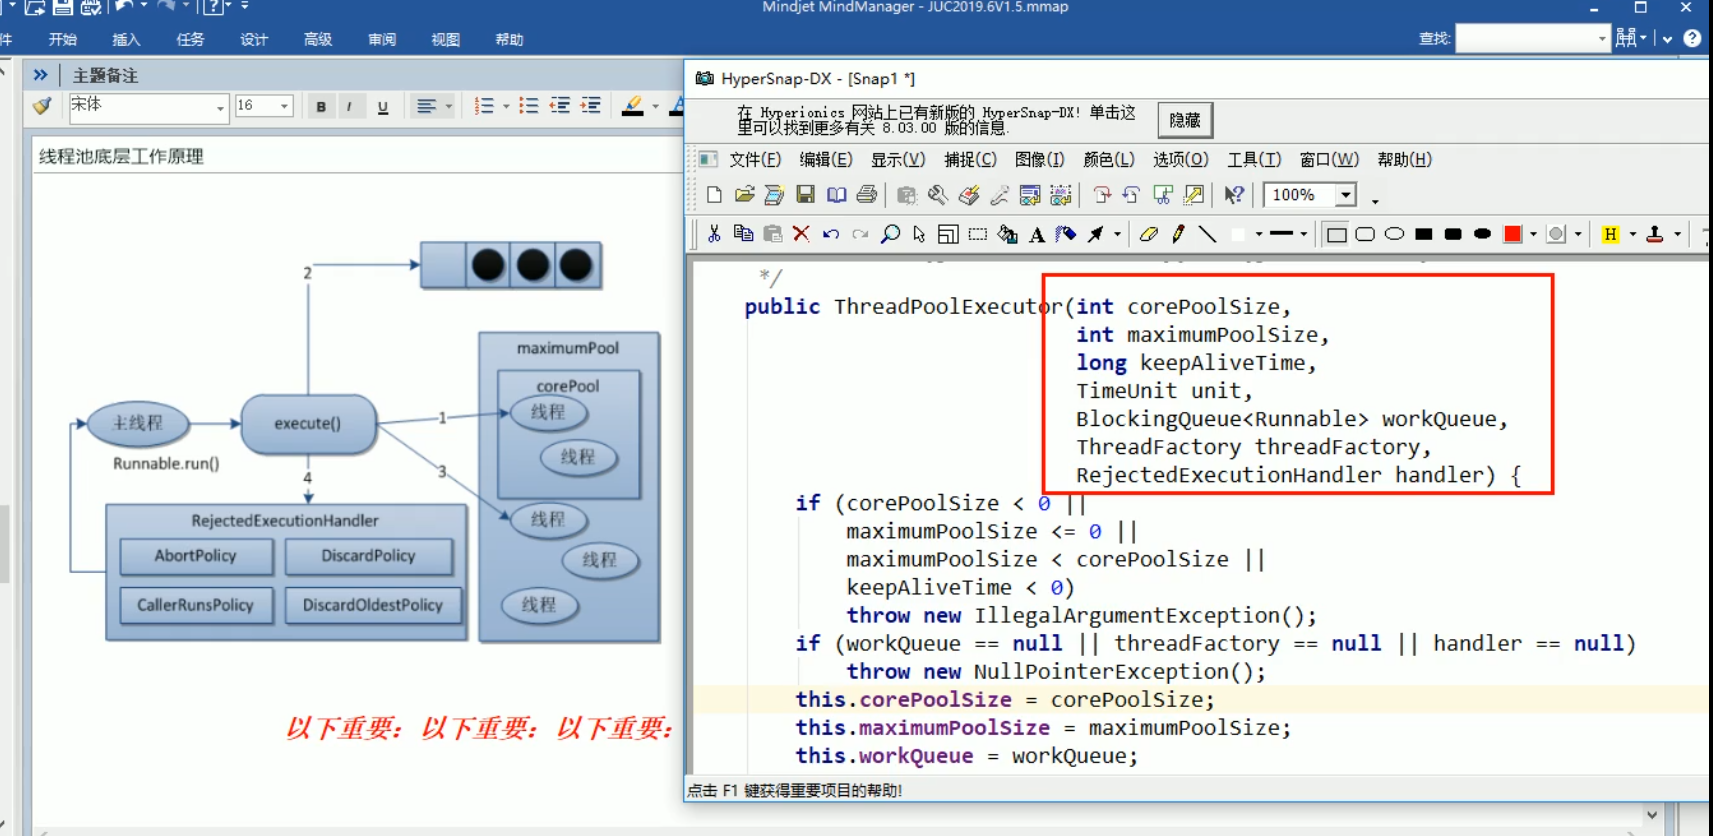 Mindjet MindManager - JUC2019.6V1.5.mmap
件 开始 插入 任务 设计 高级 审阅 视图 帮助
查找:
主题备注
宋体 16 B I U
线程池底层工作原理
2
maximumPool
corePool
线程
线程
1
主线程
execute()
Runnable.run()
3
4
线程
线程
线程
RejectedExecutionHandler
AbortPolicy DiscardPolicy
CallerRunsPolicy DiscardOldestPolicy
以下重要: 以下重要: 以下重要:
HyperSnap-DX - [Snap1 *]
在 Hyperionics 网站上已有新版的 HyperSnap-DX! 单击这
里可以找到更多有关 8.03.00 版的信息.
隐藏
文件(F) 编辑(E) 显示(V) 捕捉(C) 图像(I) 颜色(L) 选项(O) 工具(T) 窗口(W) 帮助(H)
100%
A H
*/
public ThreadPoolExecutor(int corePoolSize,
int maximumPoolSize,
long keepAliveTime,
TimeUnit unit,
BlockingQueue<Runnable> workQueue,
ThreadFactory threadFactory,
RejectedExecutionHandler handler) {
if (corePoolSize < 0 ||
maximumPoolSize <= 0 ||
maximumPoolSize < corePoolSize ||
keepAliveTime < 0)
throw new IllegalArgumentException();
if (workQueue == null || threadFactory == null || handler == null)
throw new NullPointerException();
this.corePoolSize = corePoolSize;
this.maximumPoolSize = maximumPoolSize;
this.workQueue = workQueue;
点击 F1 键获得重要项目的帮助!